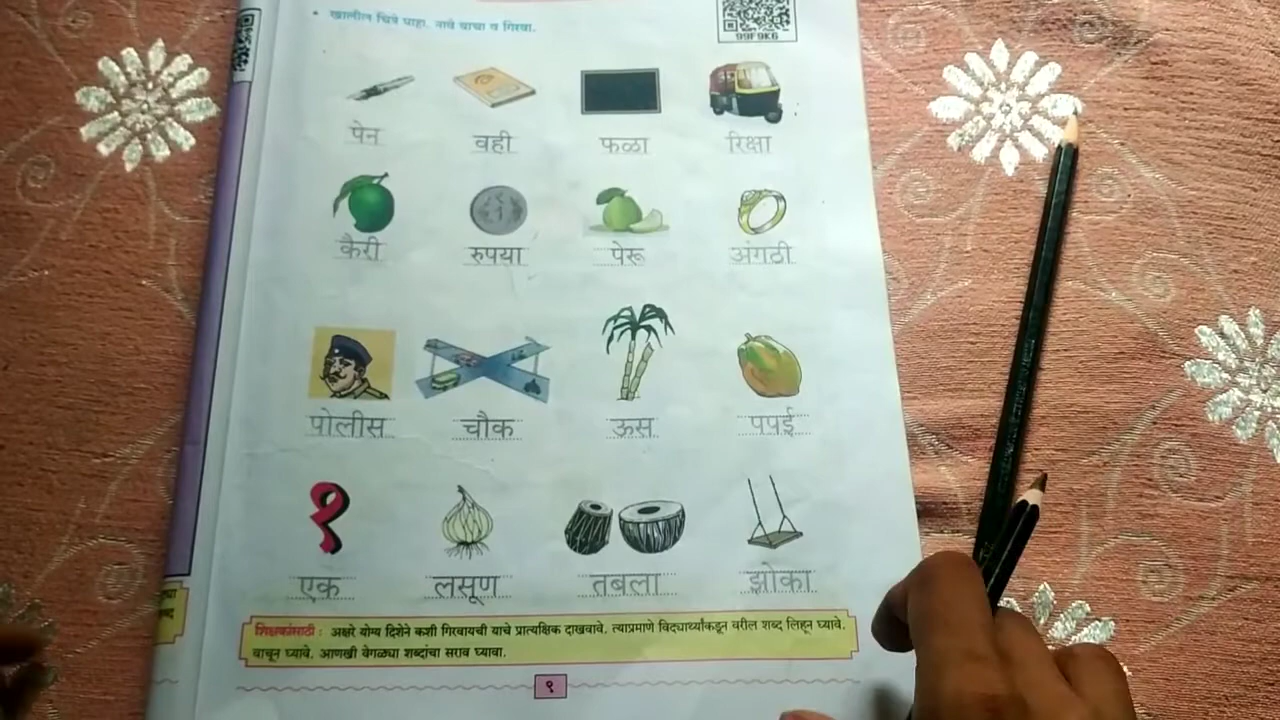 • खालील चित्रे पाहा. नावे वाचा व गिरवा.
99F9K6
पेन वही फळा रिक्षा
कैरी रुपया पेरू अंगठी
पोलीस चौक ऊस पपई
१
एक लसूण तबला झोका
शिक्षकांसाठी : अक्षरे योग्य दिशेने कशी गिरवायची याचे प्रात्यक्षिक दाखवावे. त्याप्रमाणे विद्यार्थ्यांकडून वरील शब्द लिहून घ्यावे.
वाचून घ्यावे. आणखी वेगळ्या शब्दांचा सराव घ्यावा.
९